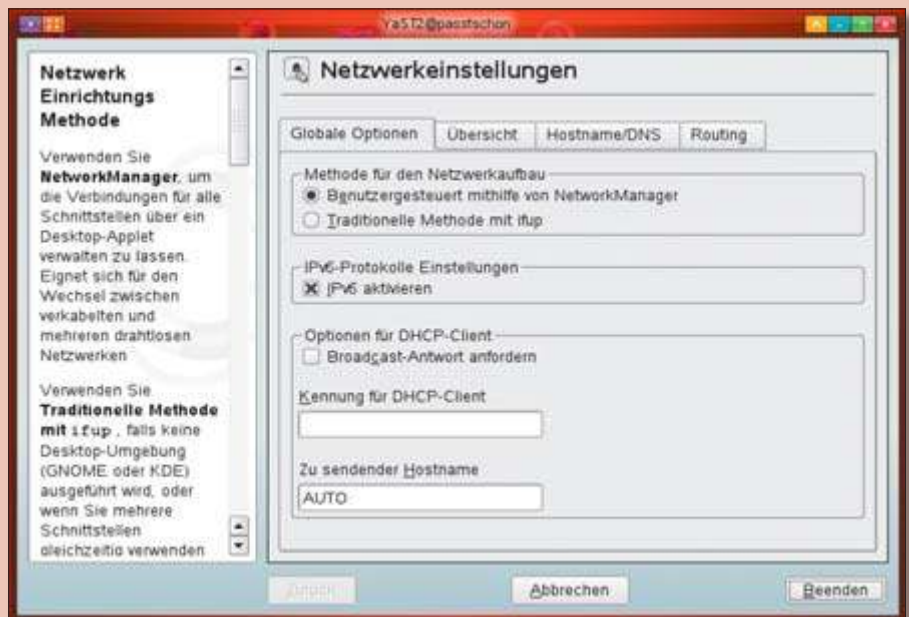 YaST2@passtschon
Netzwerk
Einrichtungs
Methode
Verwenden Sie
NetworkManager, um
die Verbindungen für alle
Schnittstellen über ein
Desktop-Applet
verwalten zu lassen.
Eignet sich für den
Wechsel zwischen
verkabelten und
mehreren drahtlosen
Netzwerken
Verwenden Sie
Traditionelle Methode
mit ifup , falls keine
Desktop-Umgebung
(GNOME oder KDE)
ausgeführt wird, oder
wenn Sie mehrere
Schnittstellen
gleichzeitig verwenden
Netzwerkeinstellungen
Globale Optionen
Übersicht
Hostname/DNS
Routing
Methode für den Netzwerkaufbau
Benutzergesteuert mithilfe von NetworkManager
Traditionelle Methode mit ifup
IPv6-Protokolle Einstellungen
IPv6 aktivieren
Optionen für DHCP-Client
Broadcast-Antwort anfordern
Kennung für DHCP-Client
Zu sendender Hostname
AUTO
Zurück
Abbrechen
Beenden